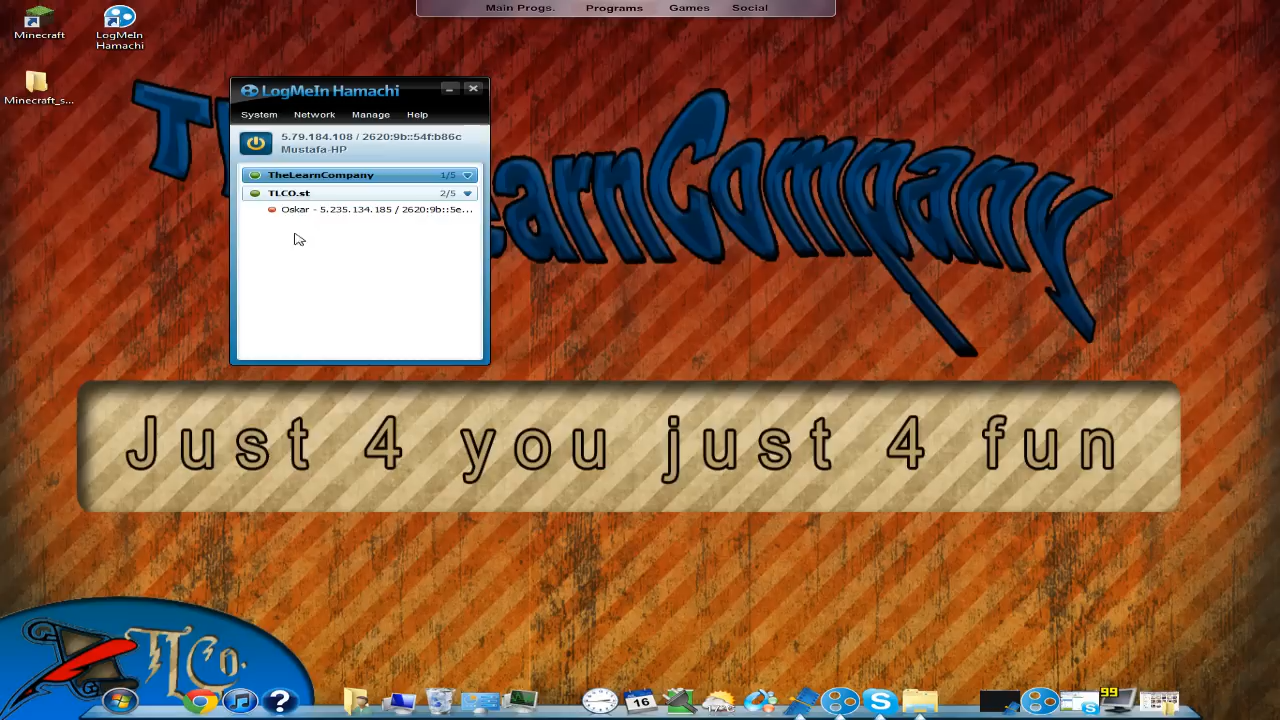 Main Progs. Programs Games Social
Minecraft
LogMeIn
Hamachi
Minecraft_s...
LogMeIn Hamachi
System Network Manage Help
5.79.184.108 / 2620:9b::54f:b86c
Mustafa-HP
TheLearnCompany 1/5
TLCO.st 2/5
Oskar - 5.235.134.185 / 2620:9b::5e...
Just 4 you just 4 fun
TLCo.
16
99